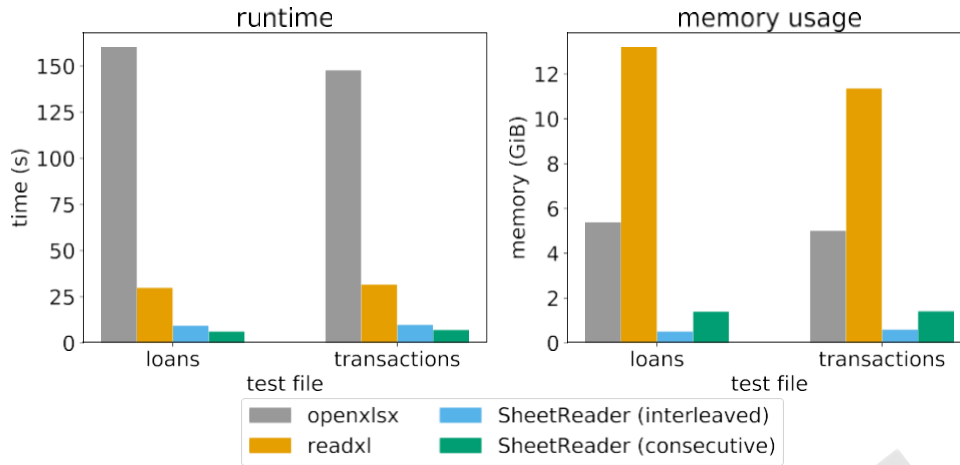 runtime
memory usage
time (s)
150
125
100
75
50
25
0
loans
transactions
test file
memory (GiB)
12
10
8
6
4
2
0
loans
transactions
test file
openxlsx
readxl
SheetReader (interleaved)
SheetReader (consecutive)